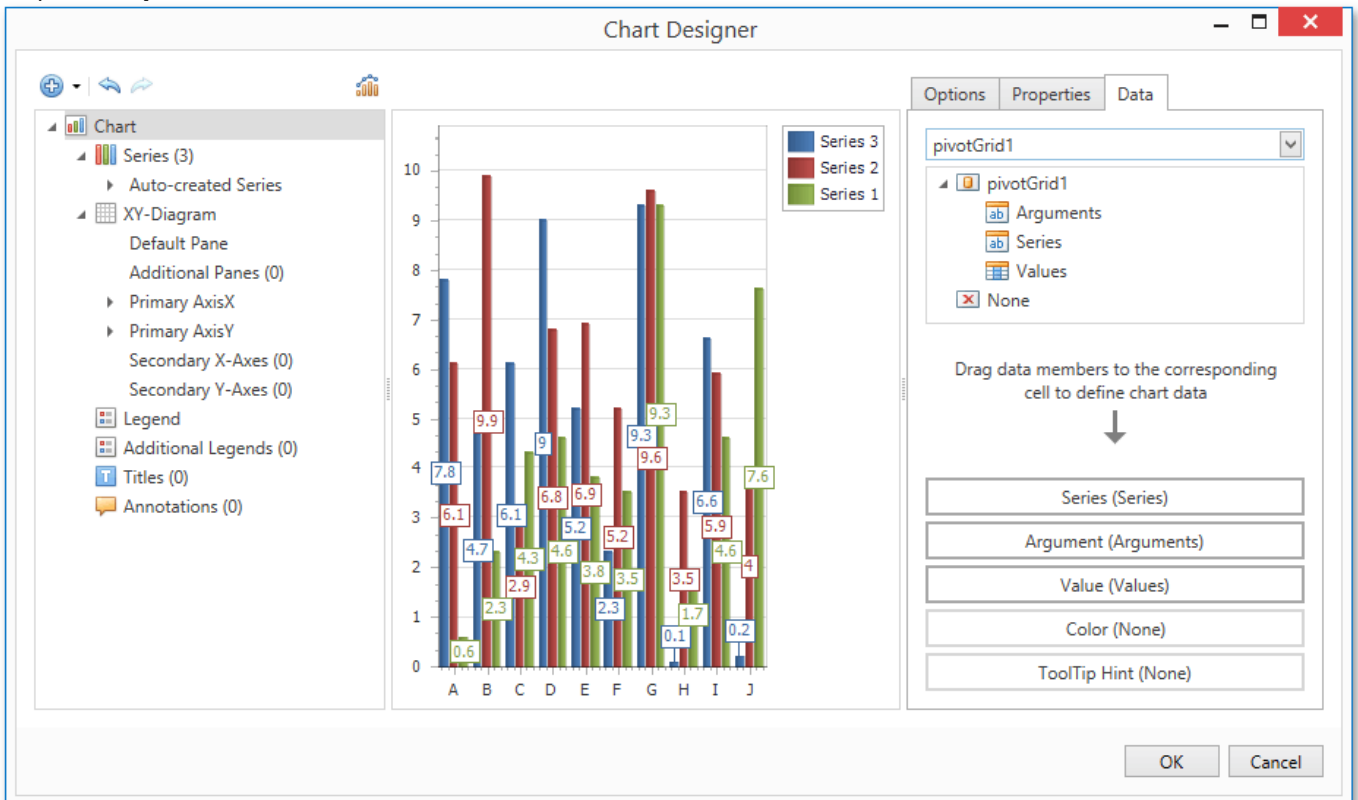 Chart Designer
Options Properties Data
Chart
Series (3)
Auto-created Series
XY-Diagram
Default Pane
Additional Panes (0)
Primary AxisX
Primary AxisY
Secondary X-Axes (0)
Secondary Y-Axes (0)
Legend
Additional Legends (0)
Titles (0)
Annotations (0)
10
9
8
7
6
5
4
3
2
1
0
7.8
6.1
0.6
4.7
9.9
2.3
6.1
2.9
4.3
9
6.8
4.6
5.2
6.9
3.8
2.3
5.2
3.5
9.3
9.6
9.3
0.1
3.5
1.7
6.6
5.9
4.6
0.2
4
7.6
A B C D E F G H I J
Series 3
Series 2
Series 1
pivotGrid1
pivotGrid1
Arguments
Series
Values
None
Drag data members to the corresponding
cell to define chart data
Series (Series)
Argument (Arguments)
Value (Values)
Color (None)
ToolTip Hint (None)
OK Cancel